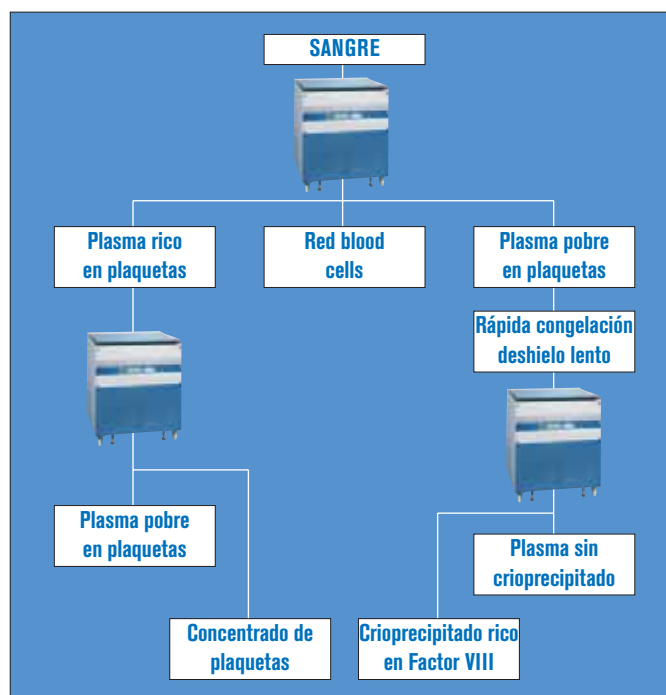 SANGRE
Plasma rico
en plaquetas
Red blood
cells
Plasma pobre
en plaquetas
Rápida congelación
deshielo lento
Plasma pobre
en plaquetas
Plasma sin
crioprecipitado
Concentrado de
plaquetas
Crioprecipitado rico
en Factor VIII